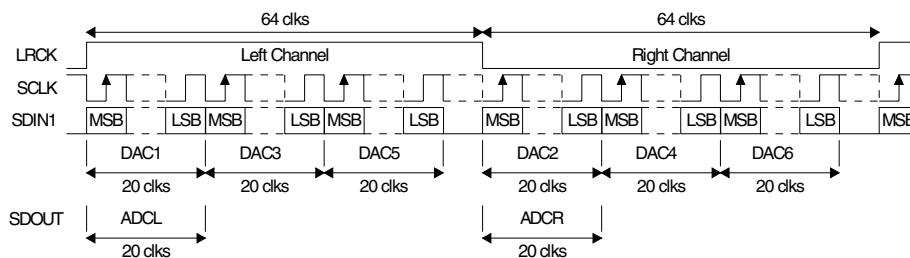 64 clks 64 clks
LRCK Left Channel Right Channel
SCLK
SDIN1 MSB LSB MSB LSB MSB LSB MSB LSB MSB LSB MSB LSB MSB
DAC1 DAC3 DAC5 DAC2 DAC4 DAC6
20 clks 20 clks 20 clks 20 clks 20 clks 20 clks
SDOUT ADCL ADCR
20 clks 20 clks